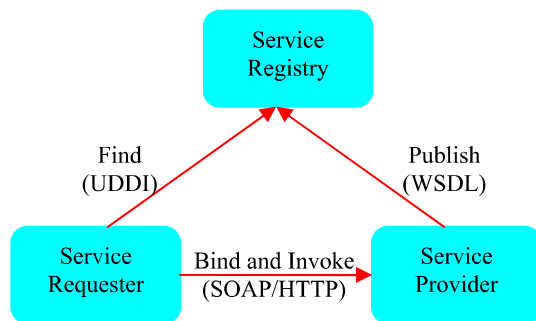 Service
Registry
Find
(UDDI)
Publish
(WSDL)
Service
Requester
Bind and Invoke
(SOAP/HTTP)
Service
Provider